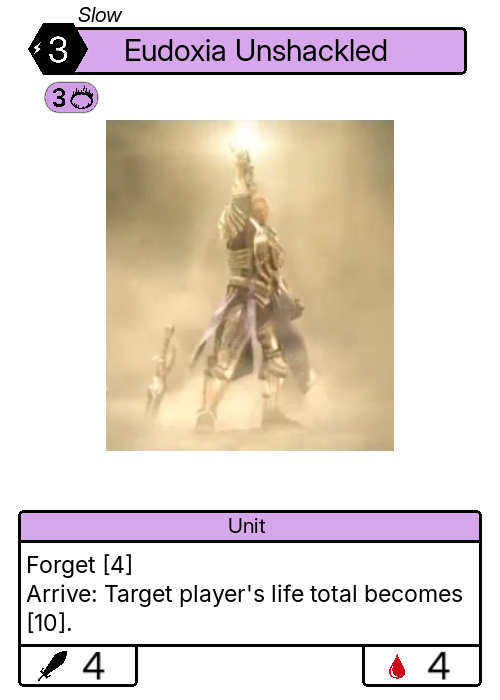 Slow
3
Eudoxia Unshackled
3
Unit
Forget [4]
Arrive: Target player's life total becomes
[10].
4
4